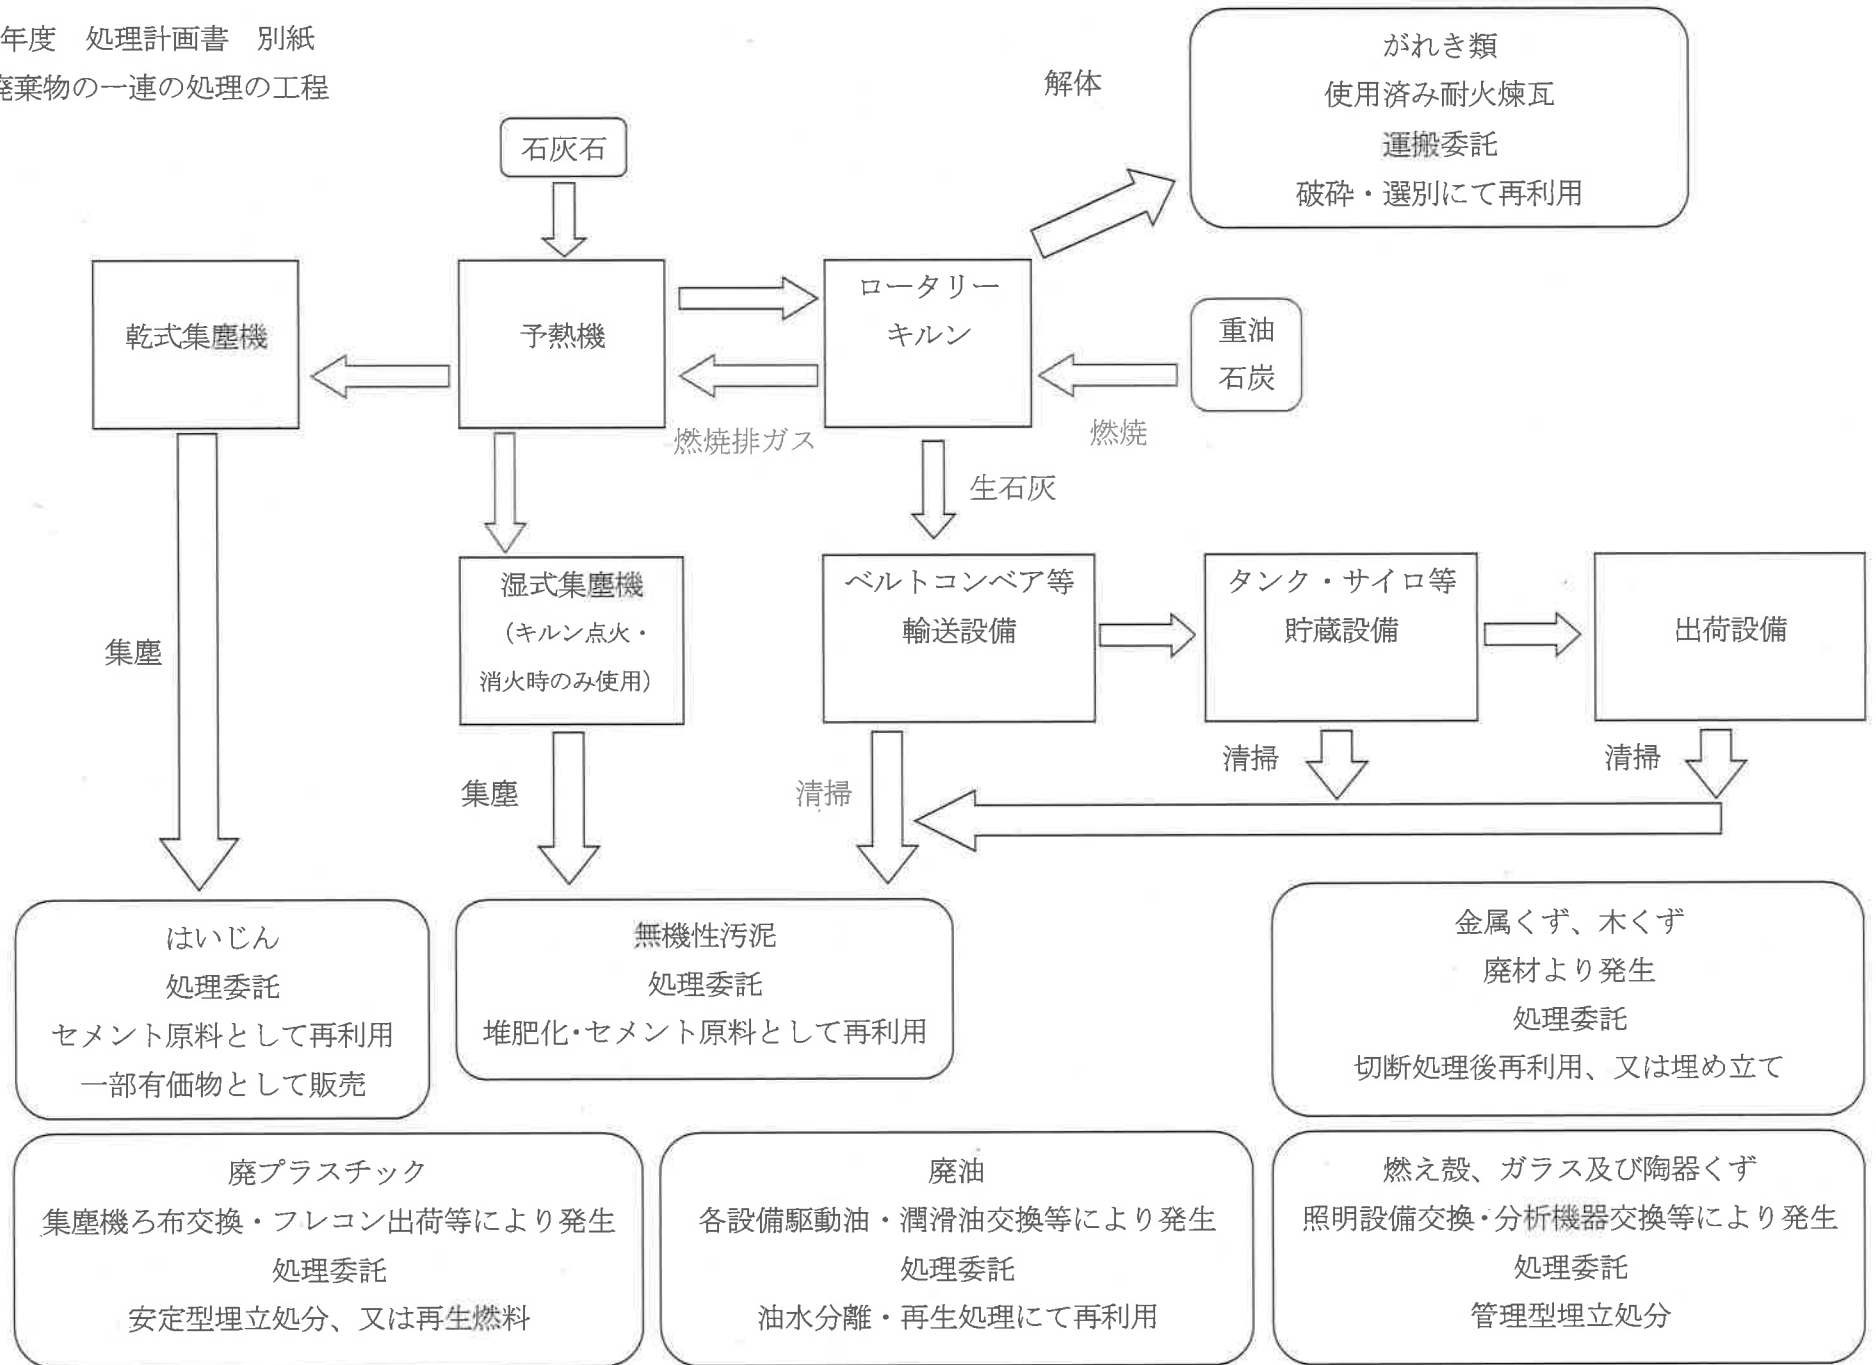 年度 処理計画書 別紙
廃棄物の一連の処理の工程
解体
がれき類
使用済み耐火煉瓦
運搬委託
破砕・選別にて再利用
石灰石
乾式集塵機
予熱機
ロータリー
キルン
重油
石炭
燃焼排ガス
燃焼
生石灰
湿式集塵機
（キルン点火・
消火時のみ使用）
ベルトコンベア等
輸送設備
タンク・サイロ等
貯蔵設備
出荷設備
集塵
集塵
清掃
清掃
清掃
はいじん
処理委託
セメント原料として再利用
一部有価物として販売
無機性汚泥
処理委託
堆肥化・セメント原料として再利用
金属くず、木くず
廃材より発生
処理委託
切断処理後再利用、又は埋め立て
廃プラスチック
集塵機ろ布交換・フレコン出荷等により発生
処理委託
安定型埋立処分、又は再生燃料
廃油
各設備駆動油・潤滑油交換等により発生
処理委託
油水分離・再生処理にて再利用
燃え殻、ガラス及び陶器くず
照明設備交換・分析機器交換等により発生
処理委託
管理型埋立処分